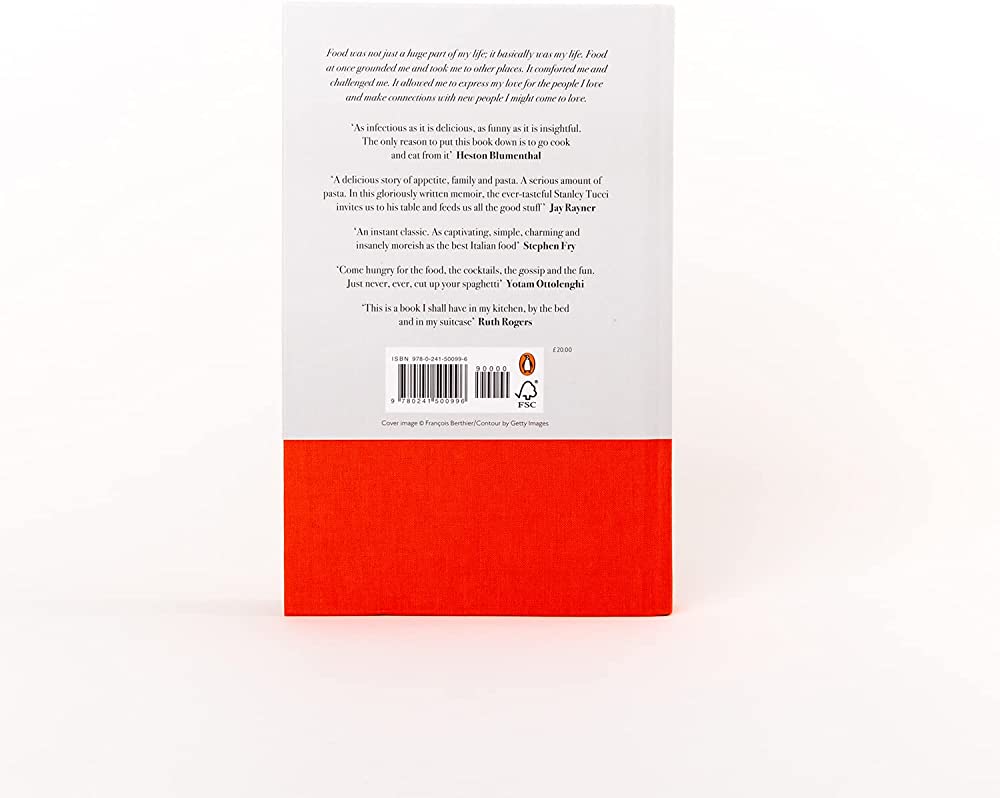 Food was not just a huge part of my life; it basically was my life. Food
at once grounded me and took me to other places. It comforted me and
challenged me. It allowed me to express my love for the people I love
and make connections with new people I might come to love.
‘As infectious as it is delicious, as funny as it is insightful.
The only reason to put this book down is to go cook
and eat from it’ Heston Blumenthal
‘A delicious story of appetite, family and pasta. A serious amount of
pasta. In this gloriously written memoir, the ever-tasteful Stanley Tucci
invites us to his table and feeds us all the good stuff’ Jay Rayner
‘An instant classic. As captivating, simple, charming and
insanely moreish as the best Italian food’ Stephen Fry
‘Come hungry for the food, the cocktails, the gossip and the fun.
Just never, ever, cut up your spaghetti’ Yotam Ottolenghi
‘This is a book I shall have in my kitchen, by the bed
and in my suitcase’ Ruth Rogers
£20.00
ISBN 978-0-241-50099-6
90000
9 780241 500996
FSC®
Cover image © François Berthier/Contour by Getty Images